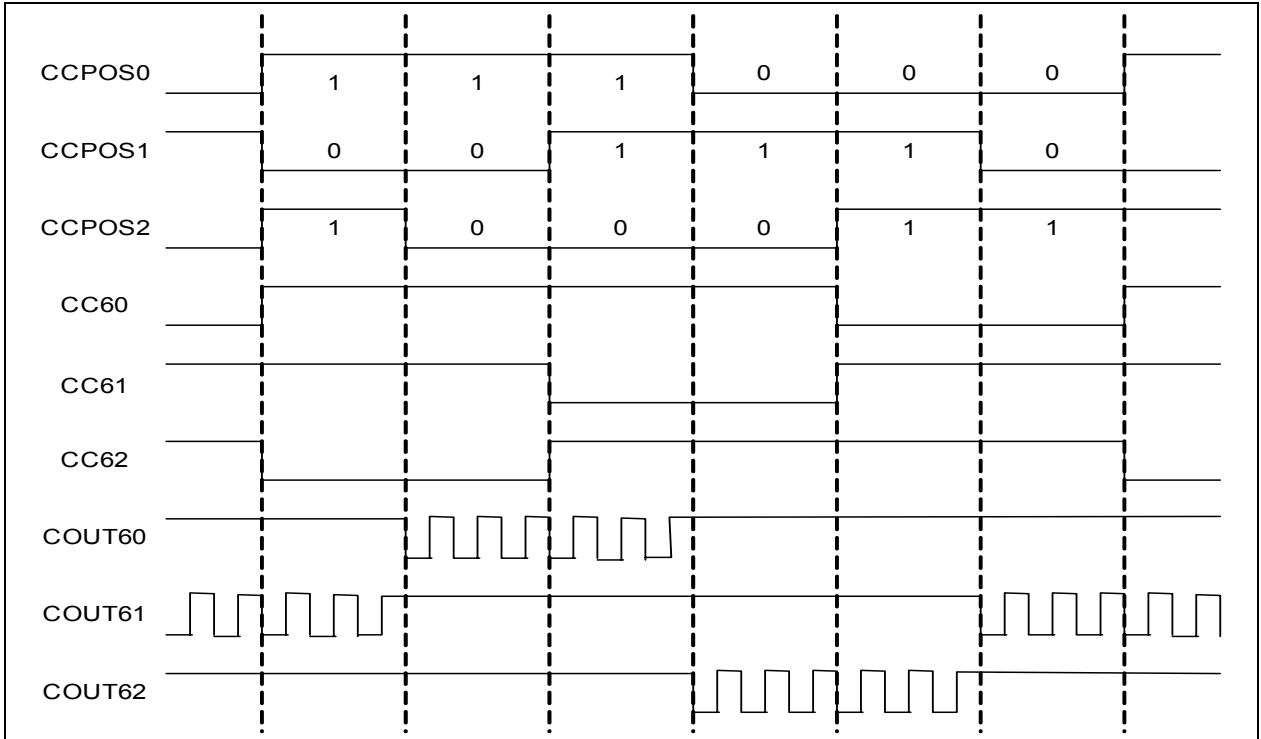 CCPOS0 1 1 1 0 0 0
CCPOS1 0 0 1 1 1 0
CCPOS2 1 0 0 0 1 1
CC60
CC61
CC62
COUT60
COUT61
COUT62